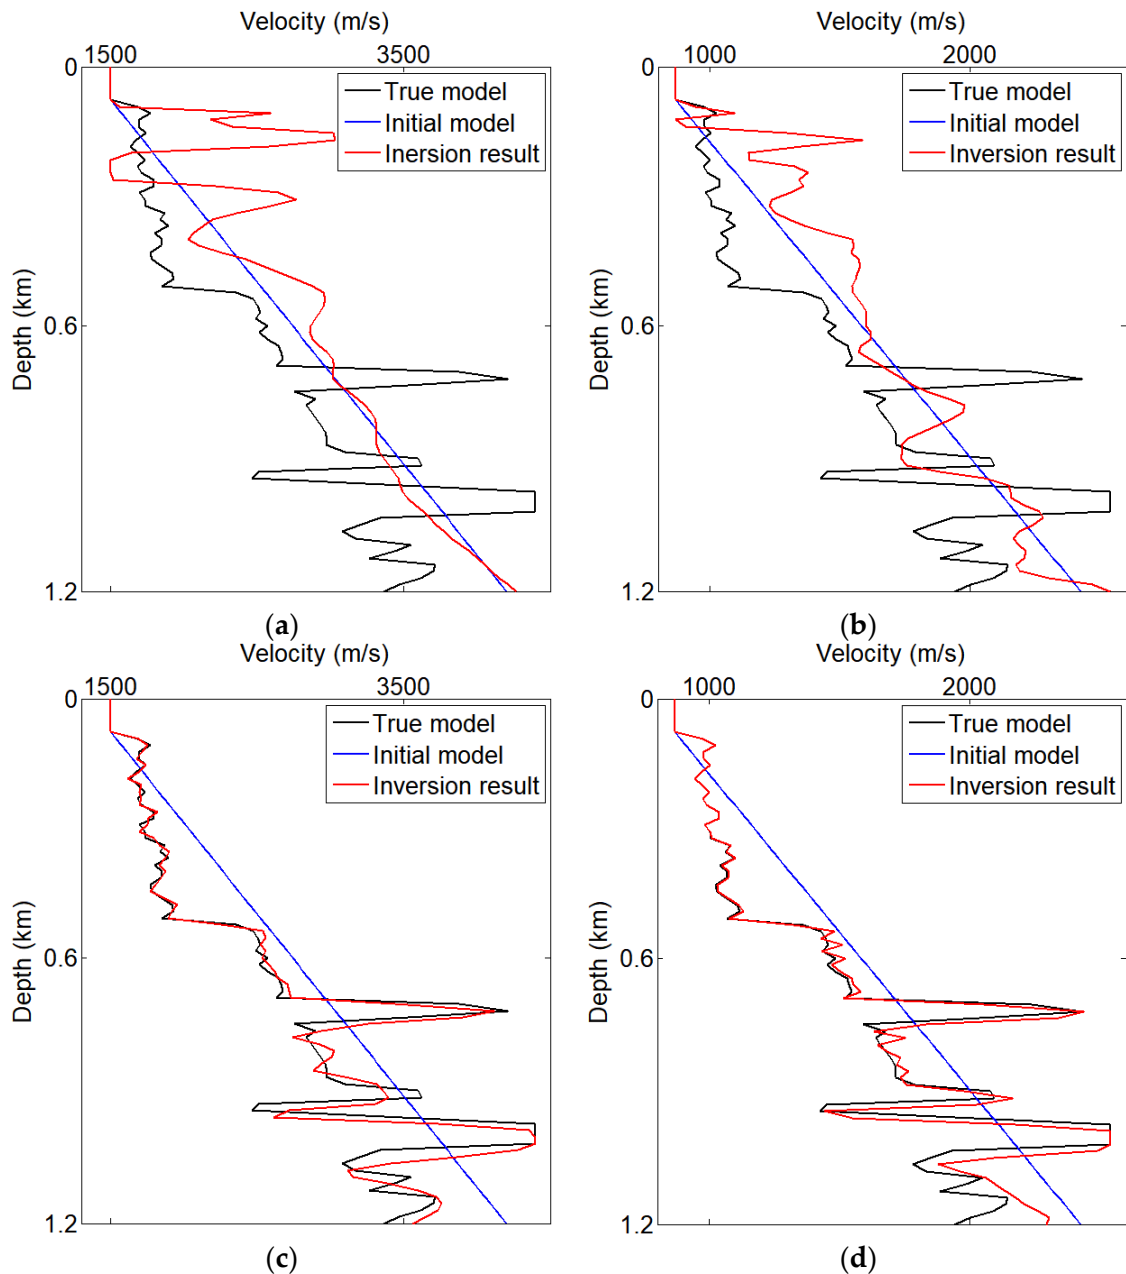 Velocity (m/s)
1500 3500
0
0.6
1.2
Depth (km)
True model
Initial model
Inersion result
(a)
Velocity (m/s)
1000 2000
0
0.6
1.2
Depth (km)
True model
Initial model
Inversion result
(b)
Velocity (m/s)
1500 3500
0
0.6
1.2
Depth (km)
True model
Initial model
Inversion result
(c)
Velocity (m/s)
1000 2000
0
0.6
1.2
Depth (km)
True model
Initial model
Inversion result
(d)